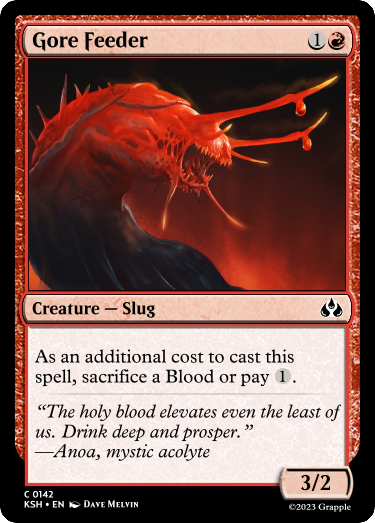 Gore Feeder 1
Creature — Slug
As an additional cost to cast this
spell, sacrifice a Blood or pay 1.
“The holy blood elevates even the least of
us. Drink deep and prosper.”
—Anoa, mystic acolyte
3/2
C 0142
KSH • EN Dave Melvin
©2023 Grapple